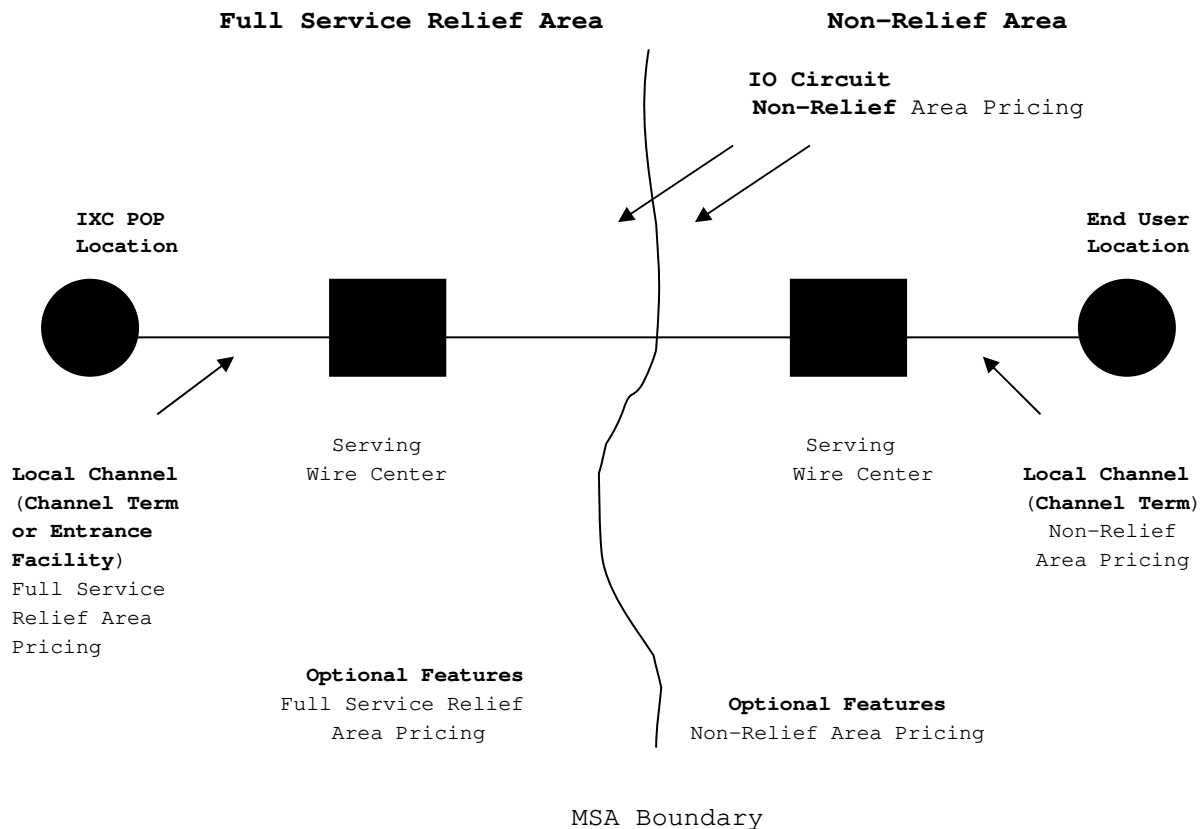 Full Service Relief Area
Non-Relief Area
IO Circuit
Non-Relief Area Pricing
IXC POP
Location
End User
Location
Serving
Wire Center
Serving
Wire Center
Local Channel
(Channel Term
or Entrance
Facility)
Full Service
Relief Area
Pricing
Local Channel
(Channel Term)
Non-Relief
Area Pricing
Optional Features
Full Service Relief
Area Pricing
Optional Features
Non-Relief Area Pricing
MSA Boundary